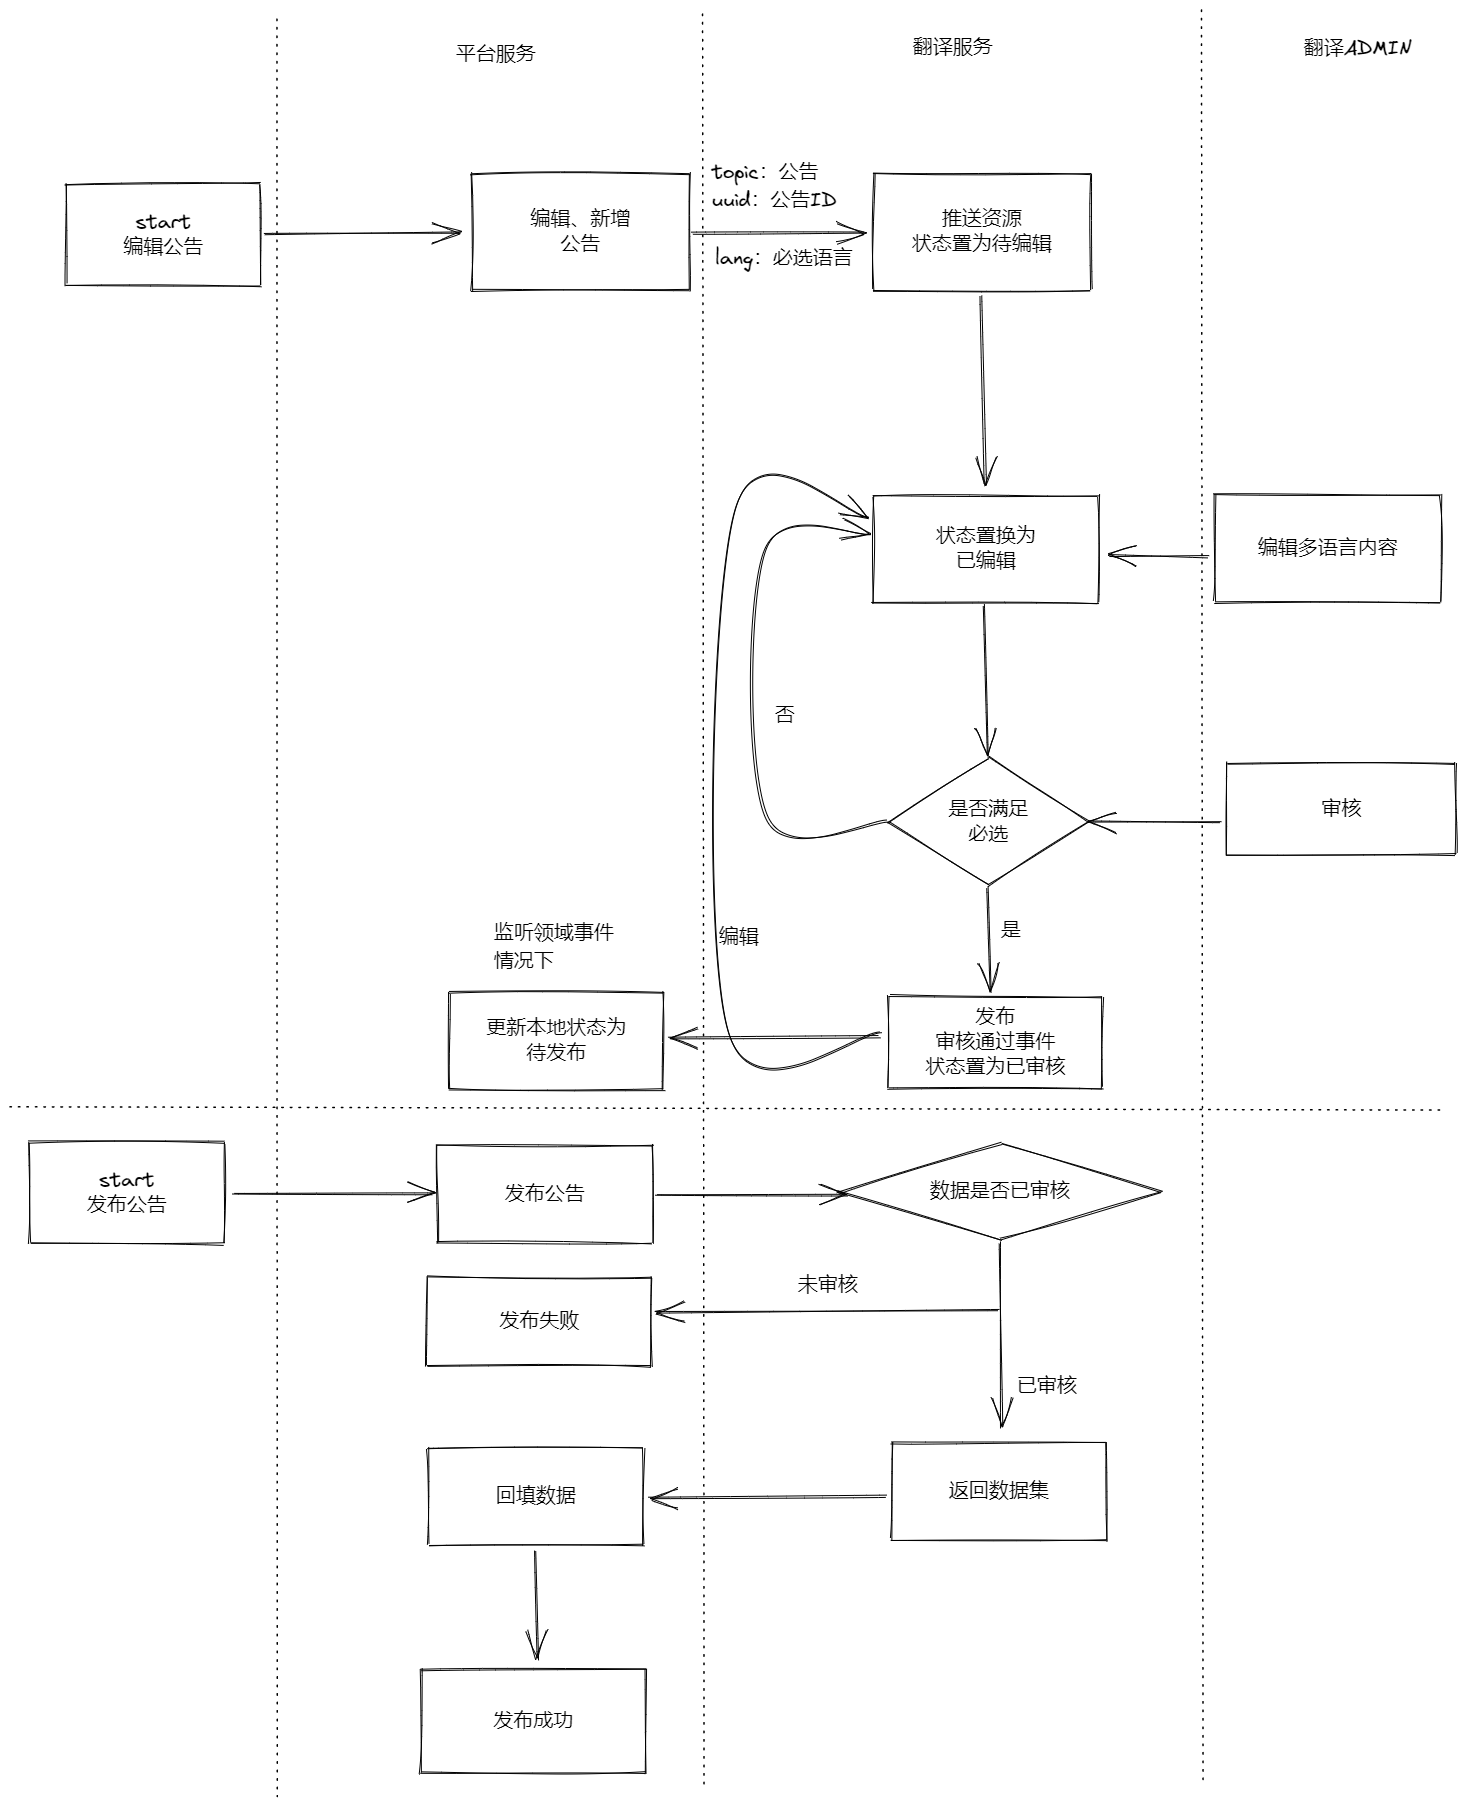 平台服务
翻译服务
翻译ADMIN
start
编辑公告
编辑、新增
公告
topic：公告
uuid：公告ID
lang：必选语言
推送资源
状态置为待编辑
状态置换为
已编辑
编辑多语言内容
否
是否满足
必选
审核
是
编辑
监听领域事件
情况下
更新本地状态为
待发布
发布
审核通过事件
状态置为已审核
start
发布公告
发布公告
数据是否已审核
未审核
发布失败
已审核
回填数据
返回数据集
发布成功